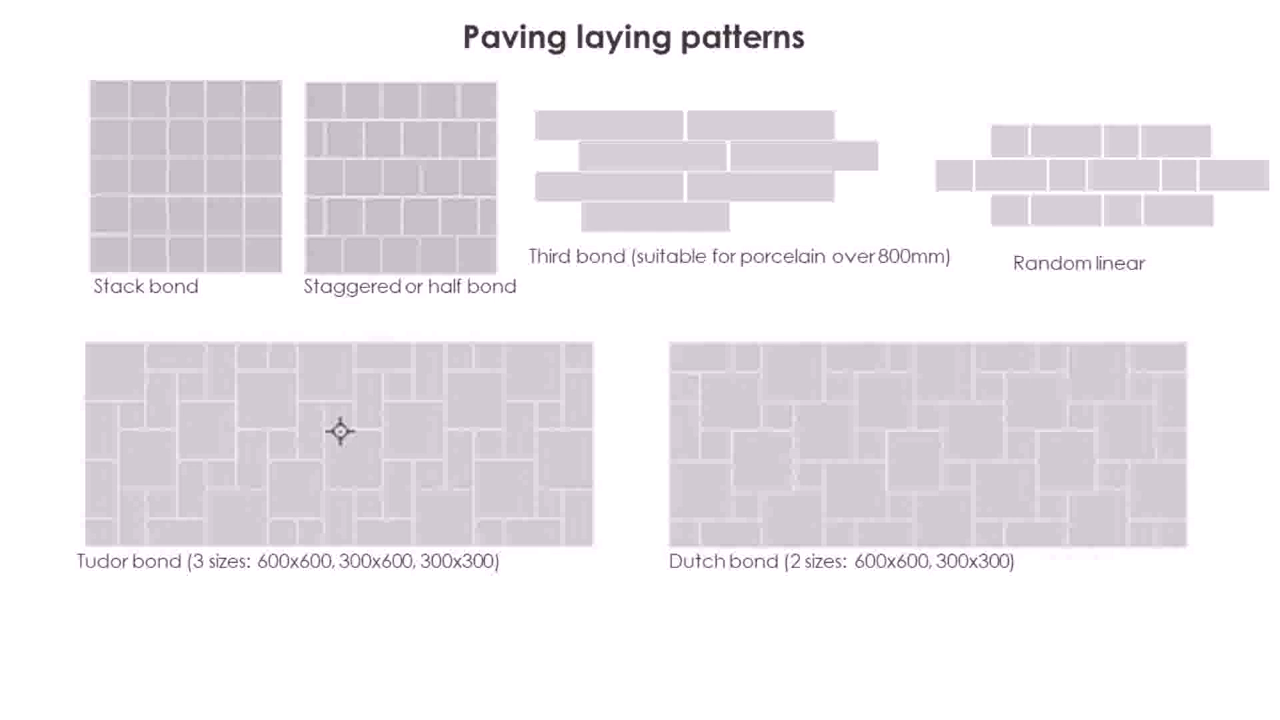 Paving laying patterns
Stack bond
Staggered or half bond
Third bond (suitable for porcelain over 800mm)
Random linear
Tudor bond (3 sizes: 600x600, 300x600, 300x300)
Dutch bond (2 sizes: 600x600, 300x300)